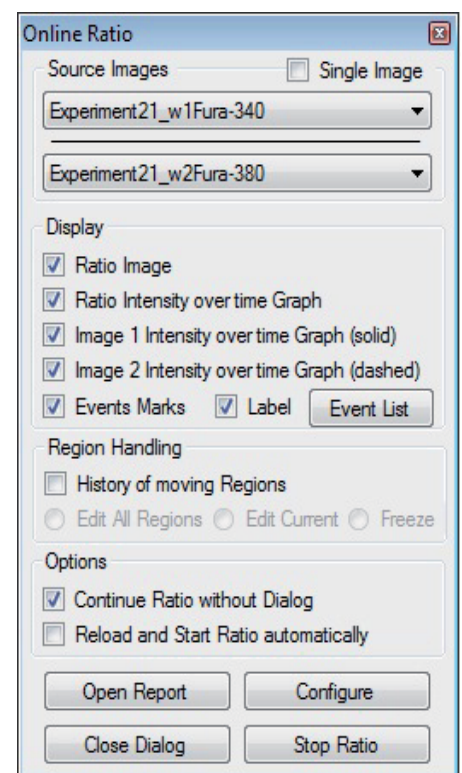 Online Ratio
Source Images Single Image
Experiment21_w1Fura-340
Experiment21_w2Fura-380
Display
Ratio Image
Ratio Intensity over time Graph
Image 1 Intensity over time Graph (solid)
Image 2 Intensity over time Graph (dashed)
Events Marks Label Event List
Region Handling
History of moving Regions
Edit All Regions Edit Current Freeze
Options
Continue Ratio without Dialog
Reload and Start Ratio automatically
Open Report Configure
Close Dialog Stop Ratio